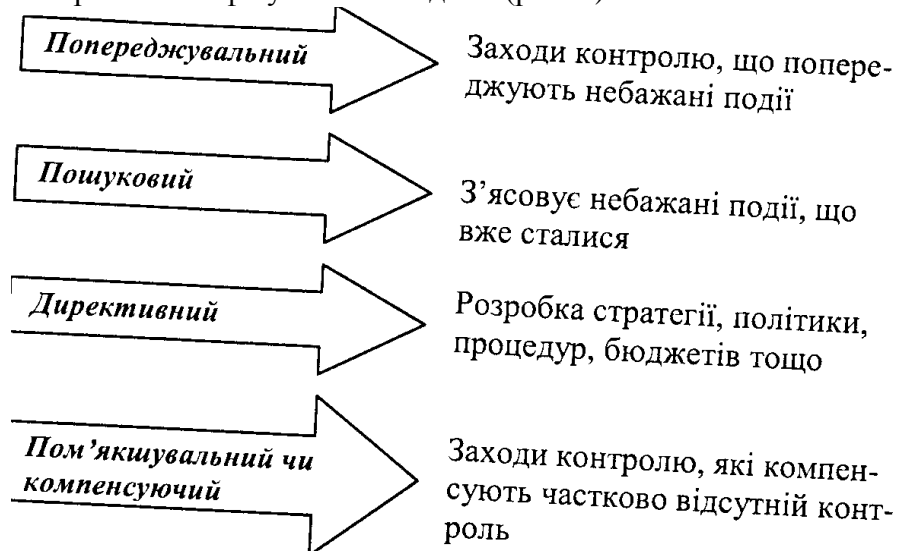 Попереджувальний
Заходи контролю, що попере-
джують небажані події
Пошуковий
З’ясовує небажані події, що
вже сталися
Директивний
Розробка стратегії, політики,
процедур, бюджетів тощо
Пом’якшувальний чи
компенсуючий
Заходи контролю, які компен-
сують частково відсутній конт-
роль